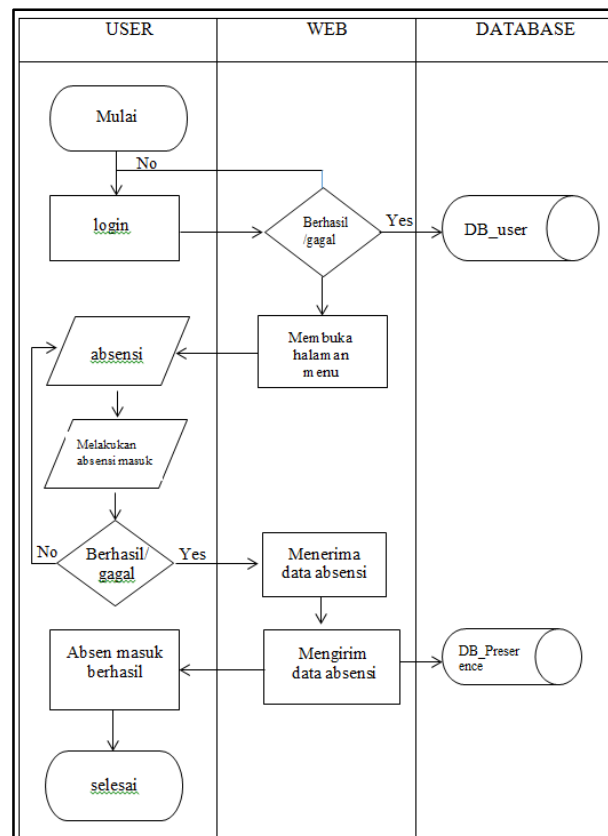 USER
WEB
DATABASE
Mulai
No
login
Berhasil
/gagal
Yes
DB_user
absensi
Membuka
halaman
menu
Melakukan
absensi masuk
No
Berhasil/
gagal
Yes
Menerima
data absensi
Absen masuk
berhasil
Mengirim
data absensi
DB_Preser
ence
selesai